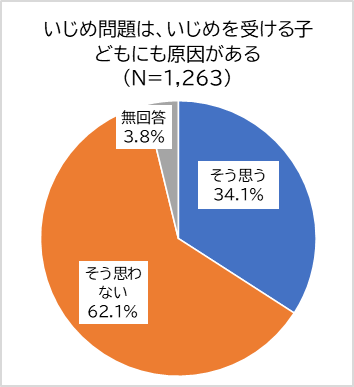 いじめ問題は、いじめを受ける子
どもにも原因がある
（N=1,263）
無回答
3.8%
そう思う
34.1%
そう思わ
ない
62.1%